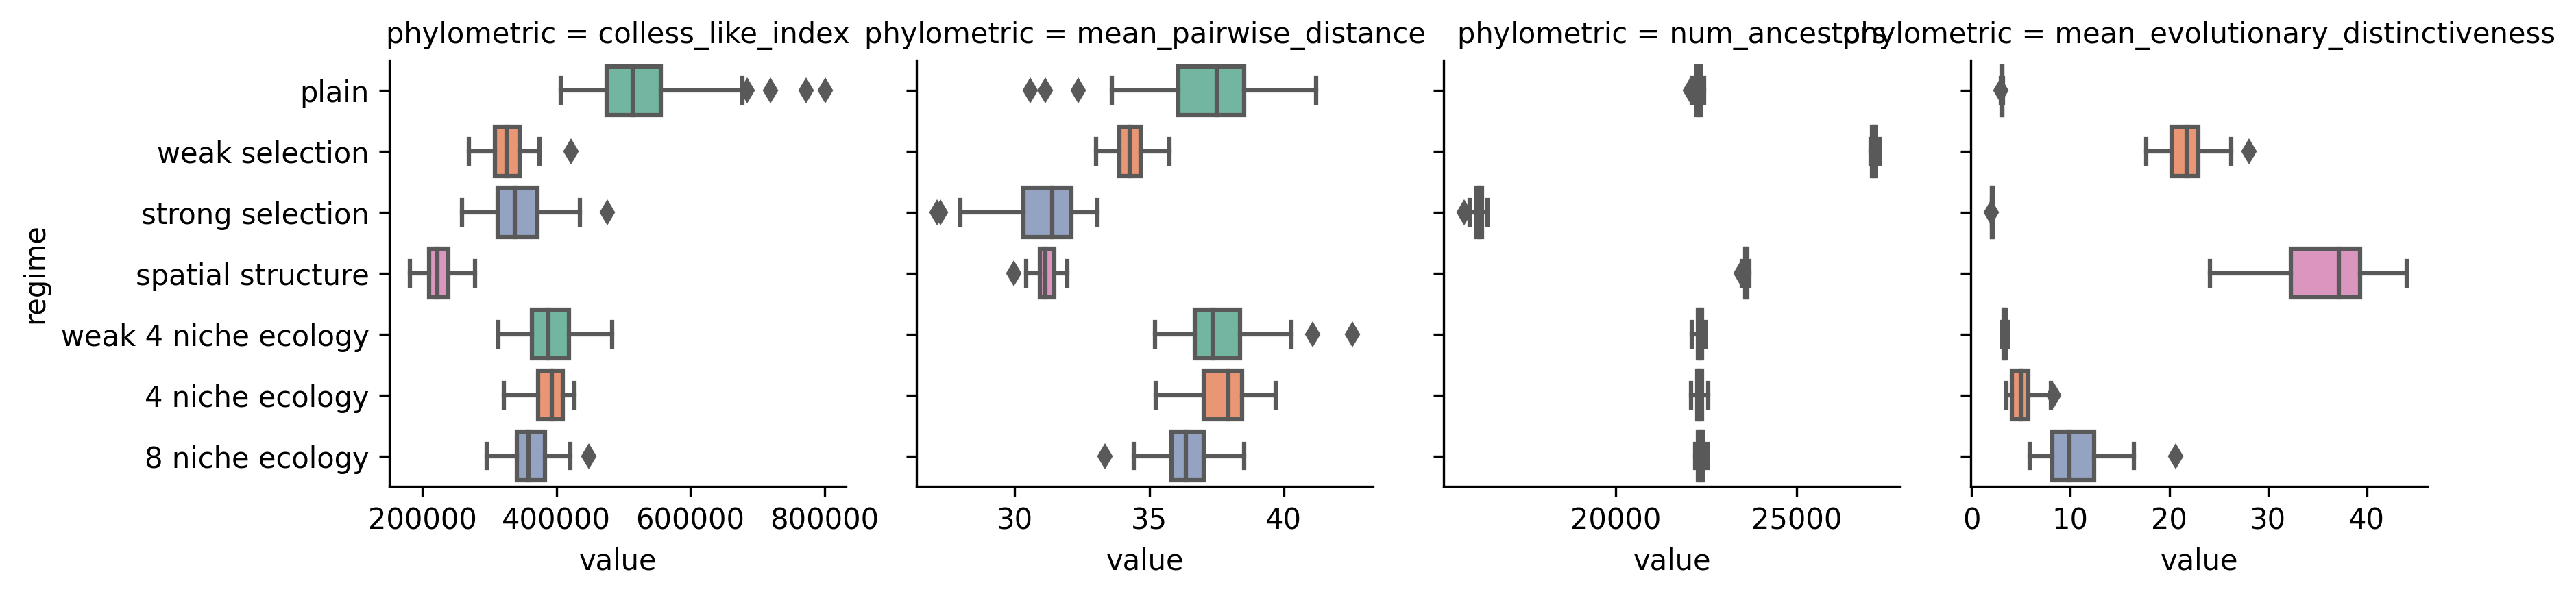 phylometric = colless_like_index
phylometric = mean_pairwise_distance
phylometric = num_ancestors
phylometric = mean_evolutionary_distinctiveness
regime
plain
weak selection
strong selection
spatial structure
weak 4 niche ecology
4 niche ecology
8 niche ecology
200000 400000 600000 800000
30 35 40
20000 25000
0 10 20 30 40
value
value
value
value